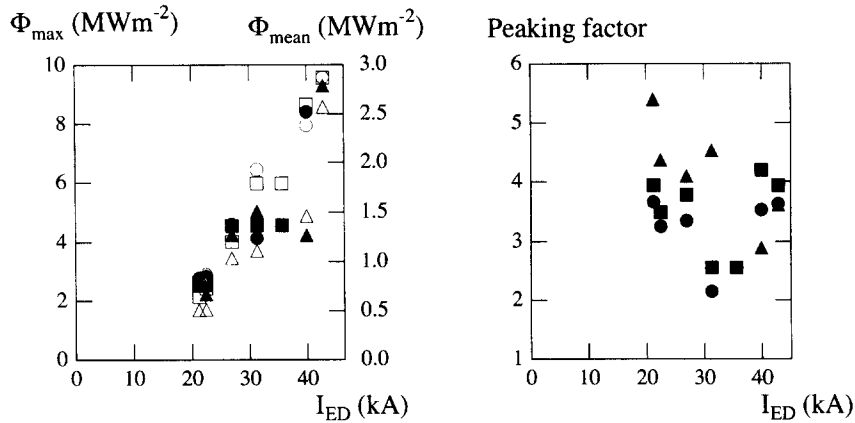 Φmax (MWm-2) Φmean (MWm-2) Peaking factor
10 3.0 6
8 2.5 5
6 2.0 4
4 1.5 3
2 1.0 2
0 0.5 1
0.0
0 10 20 30 40 0 10 20 30 40
IED (kA) IED (kA)